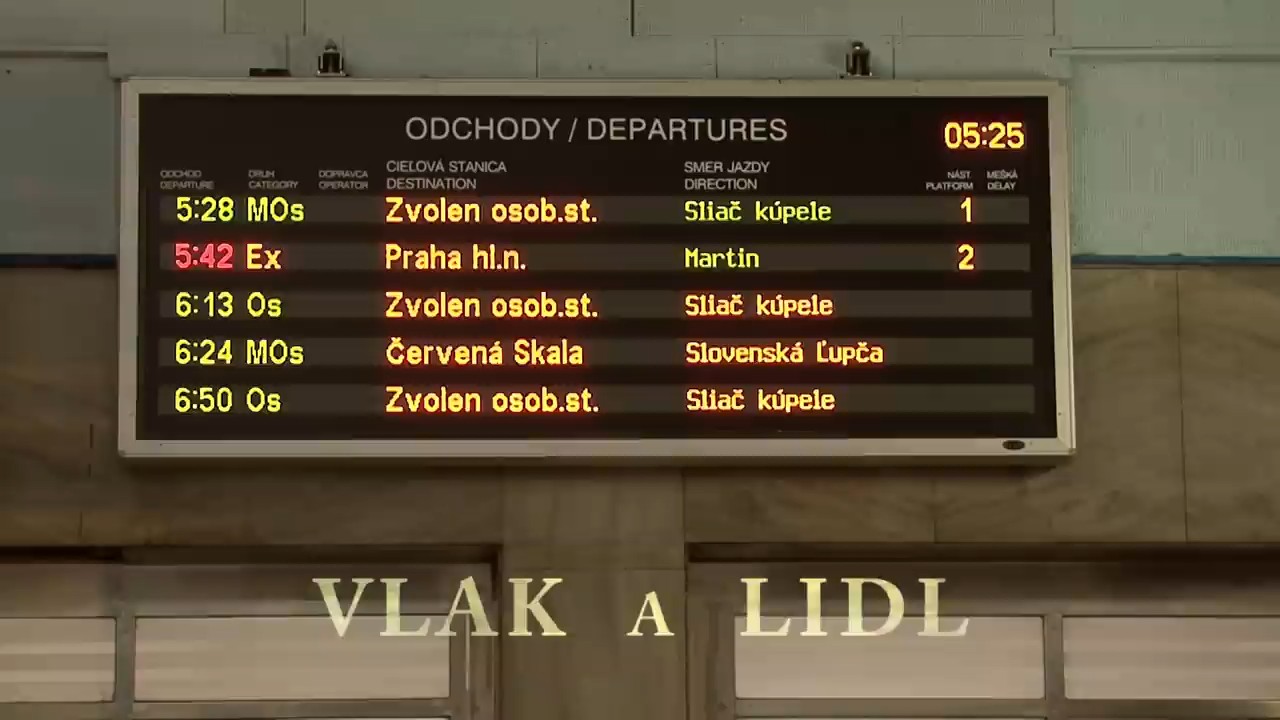 ODCHODY / DEPARTURES 05:25
ODCHOD DRUH DOPRAVCA CIEĽOVÁ STANICA SMER JAZDY NÁST. MEŠKÁ
DEPARTURE CATEGORY OPERATOR DESTINATION DIRECTION PLATFORM DELAY
5:28 MOs Zvolen osob.st. Sliač kúpele 1
5:42 Ex Praha hl.n. Martin 2
6:13 Os Zvolen osob.st. Sliač kúpele
6:24 MOs Červená Skala Slovenská Ľupča
6:50 Os Zvolen osob.st. Sliač kúpele
VLAK A LIDL